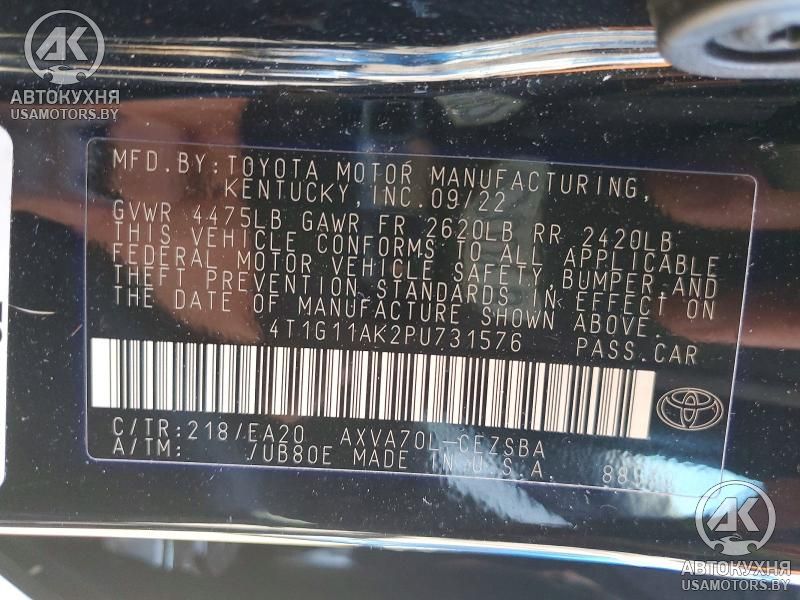 АК
АВТОКУХНЯ
USAMOTORS.BY
MFD.BY:TOYOTA MOTOR MANUFACTURING,
KENTUCKY, INC.09/22
GVWR 4475LB GAWR FR 2620LB RR 2420LB
THIS VEHICLE CONFORMS TO ALL APPLICABLE
FEDERAL MOTOR VEHICLE SAFETY,BUMPER,AND
THEFT PREVENTION STANDARDS IN EFFECT ON
THE DATE OF MANUFACTURE SHOWN ABOVE.
4T1G11AK2PU731576 PASS.CAR
C/TR:218/EA20 AXVA70L-CEZSBA
A/TM: /UB80E MADE IN U.S.A.
АК
АВТОКУХНЯ
USAMOTORS.BY